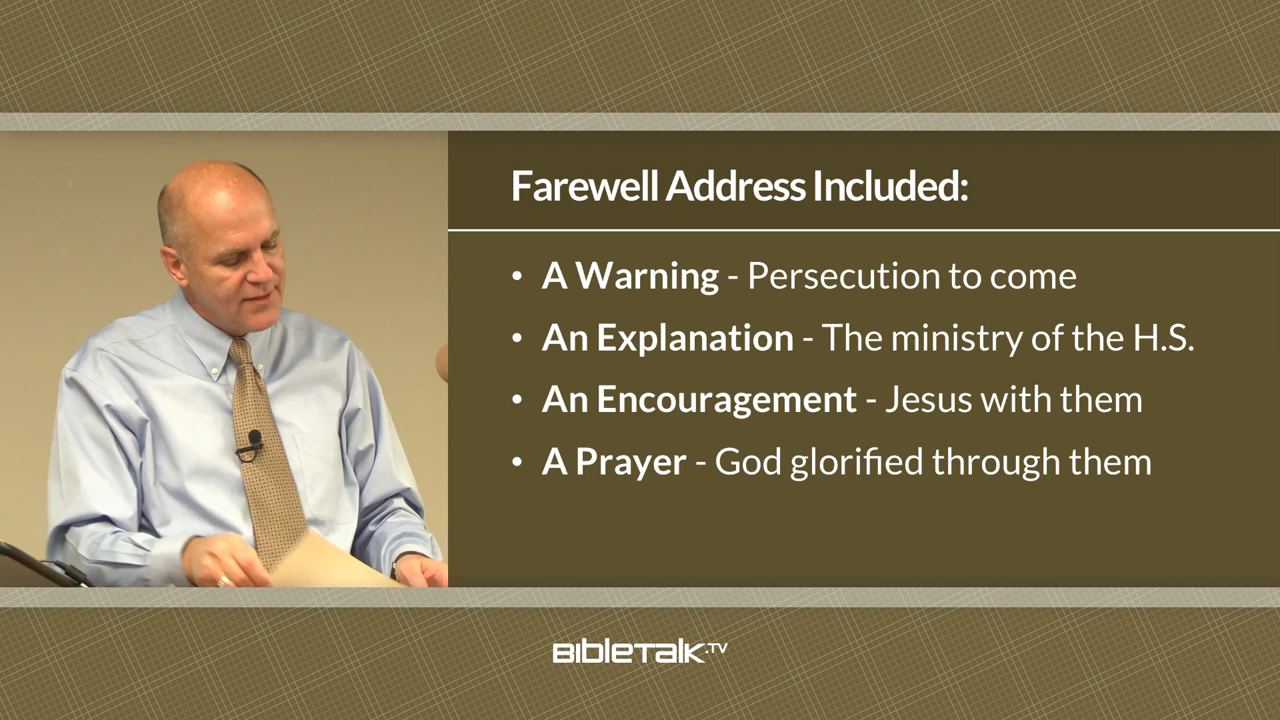 Farewell Address Included:
• A Warning - Persecution to come
• An Explanation - The ministry of the H.S.
• An Encouragement - Jesus with them
• A Prayer - God glorified through them
BIBLETALK.TV